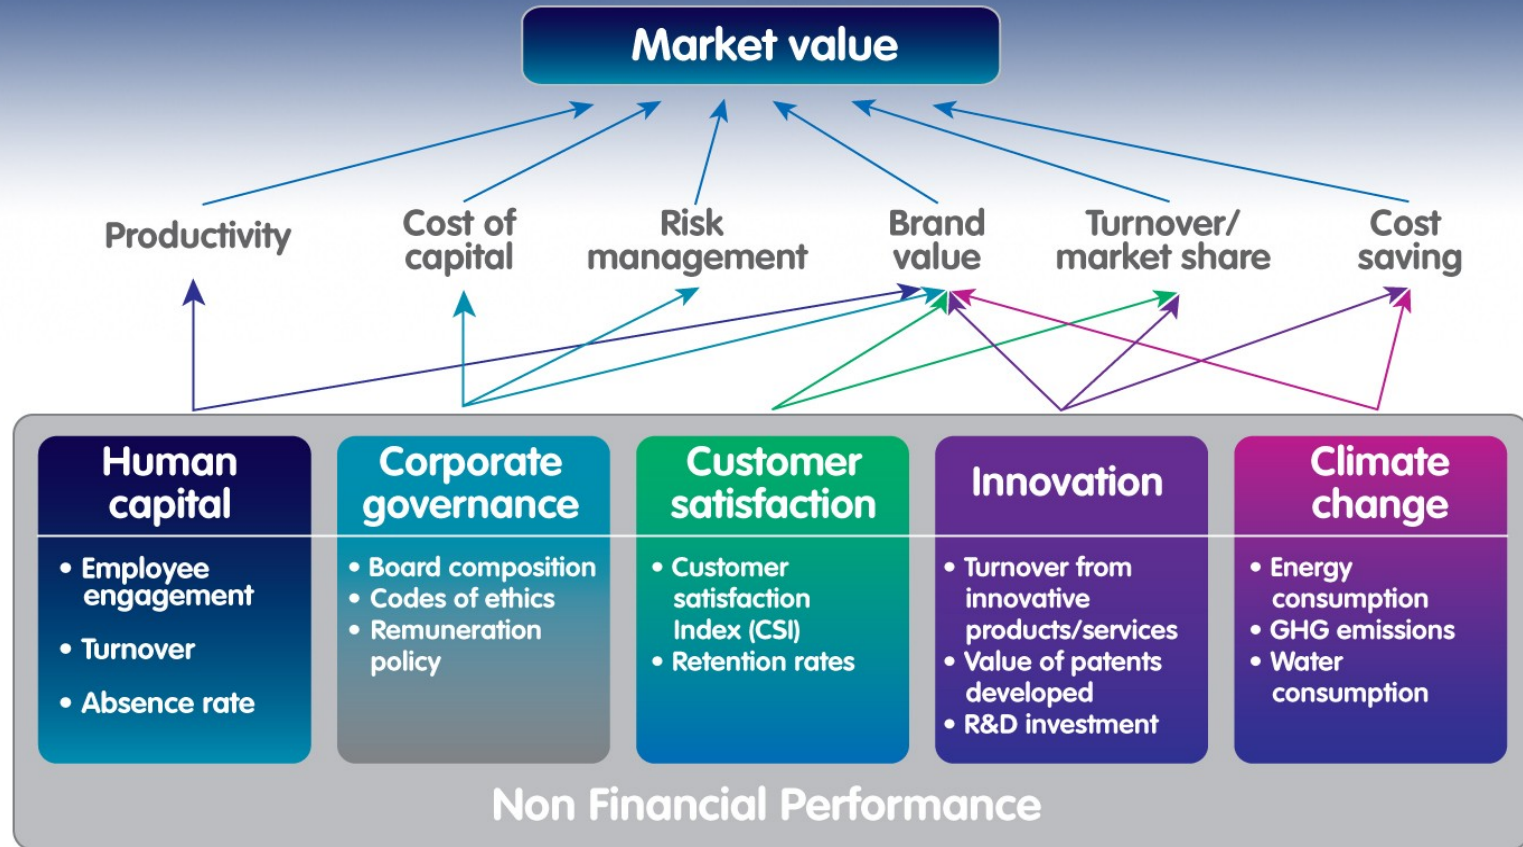 Market value
Productivity
Cost of
capital
Risk
management
Brand
value
Turnover/
market share
Cost
saving
Human
capital
• Employee
engagement
• Turnover
• Absence rate
Corporate
governance
• Board composition
• Codes of ethics
• Remuneration
policy
Customer
satisfaction
• Customer
satisfaction
Index (CSI)
• Retention rates
Innovation
• Turnover from
innovative
products/services
• Value of patents
developed
• R&D investment
Climate
change
• Energy
consumption
• GHG emissions
• Water
consumption
Non Financial Performance